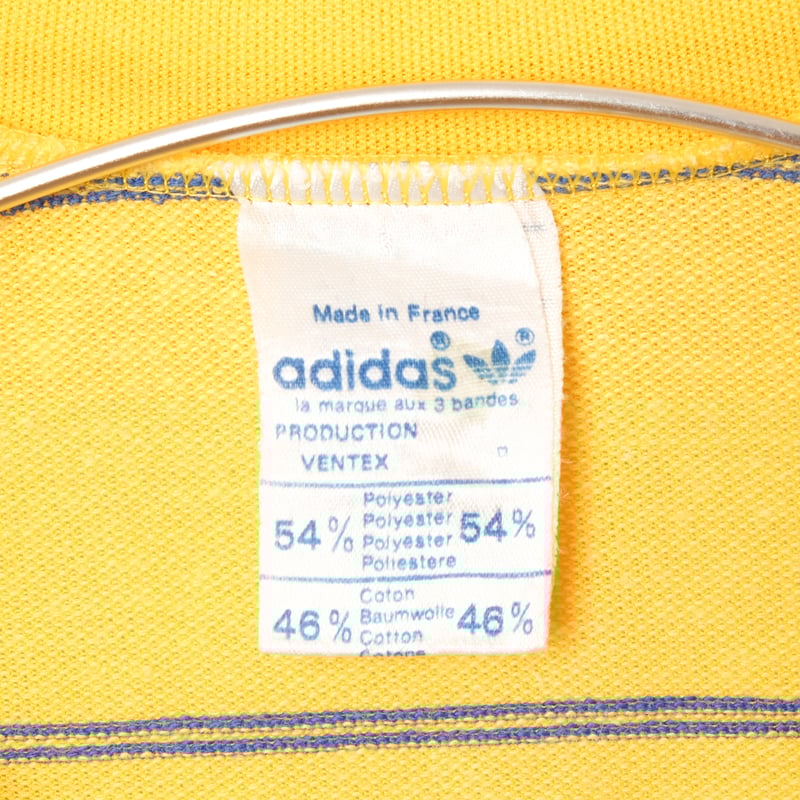 Made in France
adidas®
®
la marque aux 3 bandes
PRODUCTION
VENTEX
54% Polyester 54%
Polyester
Polyester
Poliestere
46% Coton 46%
Baumwolle
Cotton
Cotone